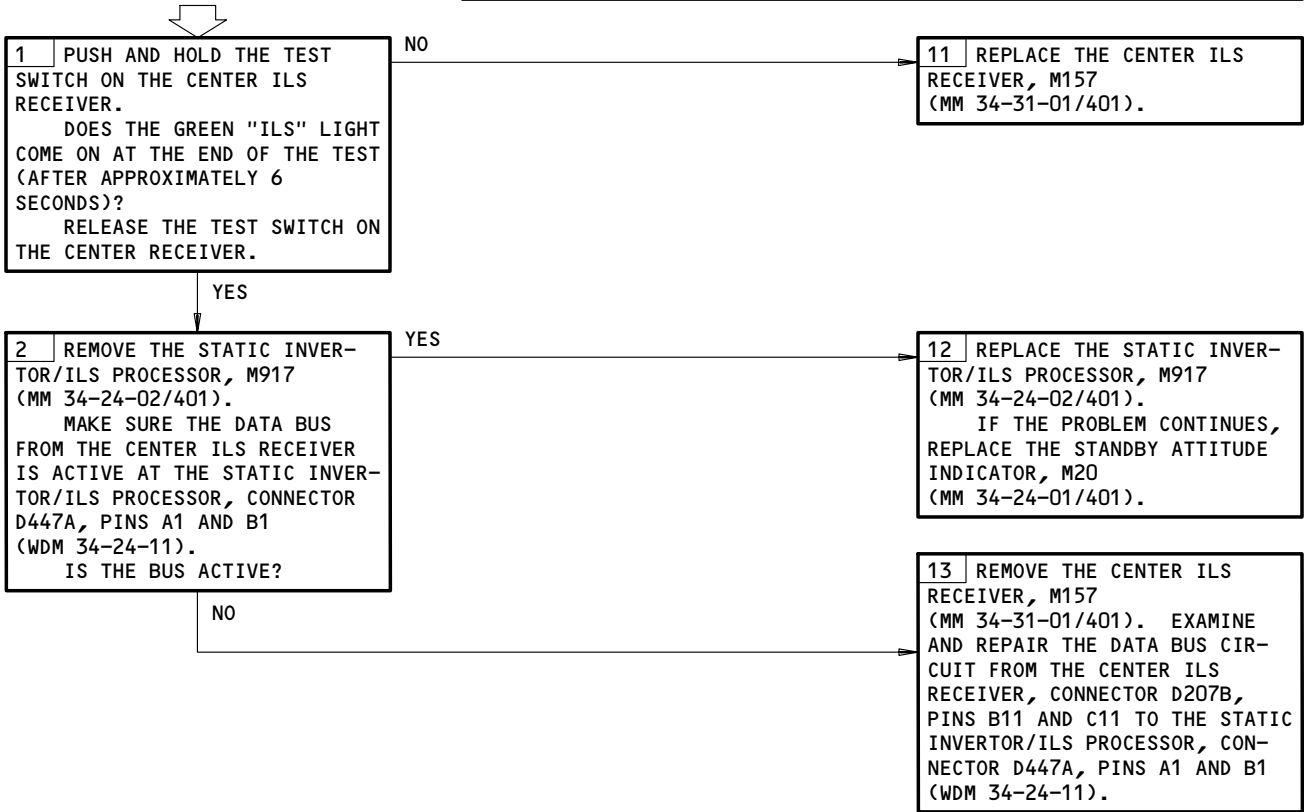 1 PUSH AND HOLD THE TEST
SWITCH ON THE CENTER ILS
RECEIVER.
DOES THE GREEN "ILS" LIGHT
COME ON AT THE END OF THE TEST
(AFTER APPROXIMATELY 6
SECONDS)?
RELEASE THE TEST SWITCH ON
THE CENTER RECEIVER.
NO
11 REPLACE THE CENTER ILS
RECEIVER, M157
(MM 34-31-01/401).
YES
2 REMOVE THE STATIC INVER-
TOR/ILS PROCESSOR, M917
(MM 34-24-02/401).
MAKE SURE THE DATA BUS
FROM THE CENTER ILS RECEIVER
IS ACTIVE AT THE STATIC INVER-
TOR/ILS PROCESSOR, CONNECTOR
D447A, PINS A1 AND B1
(WDM 34-24-11).
IS THE BUS ACTIVE?
YES
12 REPLACE THE STATIC INVER-
TOR/ILS PROCESSOR, M917
(MM 34-24-02/401).
IF THE PROBLEM CONTINUES,
REPLACE THE STANDBY ATTITUDE
INDICATOR, M20
(MM 34-24-01/401).
NO
13 REMOVE THE CENTER ILS
RECEIVER, M157
(MM 34-31-01/401). EXAMINE
AND REPAIR THE DATA BUS CIR-
CUIT FROM THE CENTER ILS
RECEIVER, CONNECTOR D207B,
PINS B11 AND C11 TO THE STATIC
INVERTOR/ILS PROCESSOR, CON-
NECTOR D447A, PINS A1 AND B1
(WDM 34-24-11).